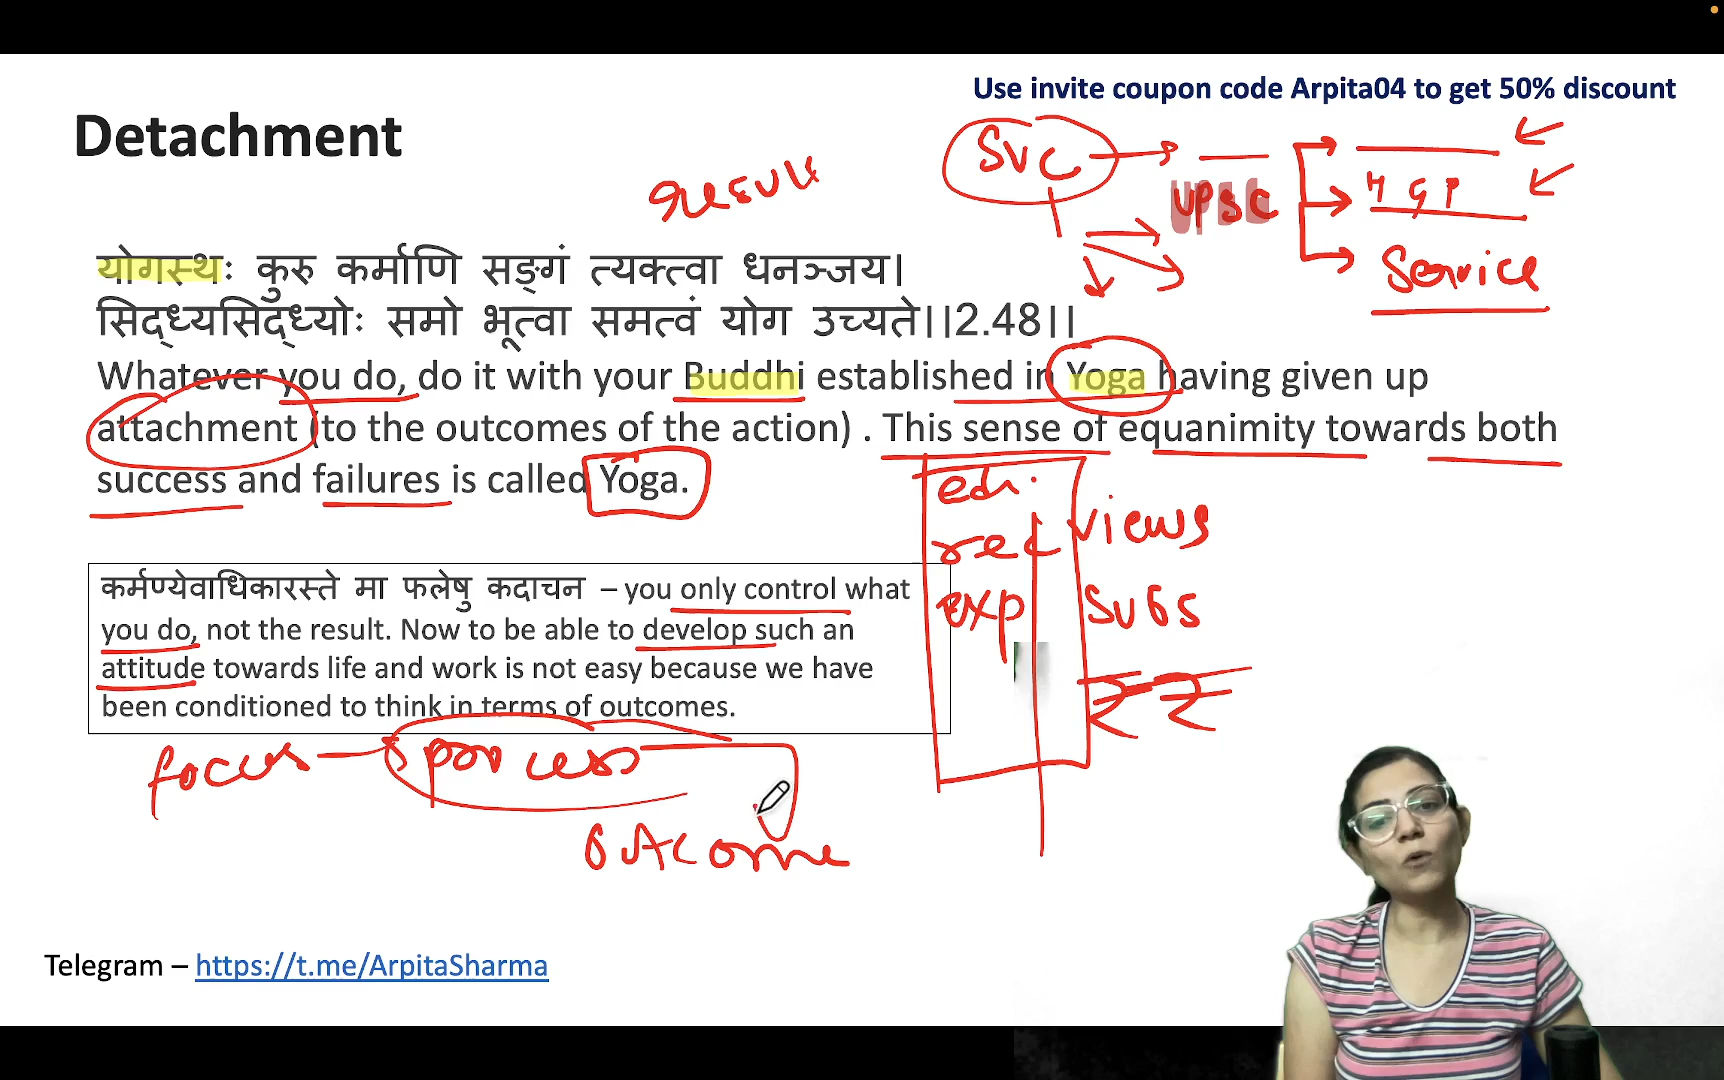 Use invite coupon code Arpita04 to get 50% discount
Detachment
result
SVC
UPSC
Service
योगस्थः कुरु कर्माणि सङ्गं त्यक्त्वा धनञ्जय।
सिद्ध्यसिद्ध्योः समो भूत्वा समत्वं योग उच्यते।।2.48।।
Whatever you do, do it with your Buddhi established in Yoga having given up
attachment (to the outcomes of the action) . This sense of equanimity towards both
success and failures is called Yoga.
edi.
rec
exp
views
subs
कर्मण्येवाधिकारस्ते मा फलेषु कदाचन – you only control what
you do, not the result. Now to be able to develop such an
attitude towards life and work is not easy because we have
been conditioned to think in terms of outcomes.
focus process
outcome
Telegram – https://t.me/ArpitaSharma